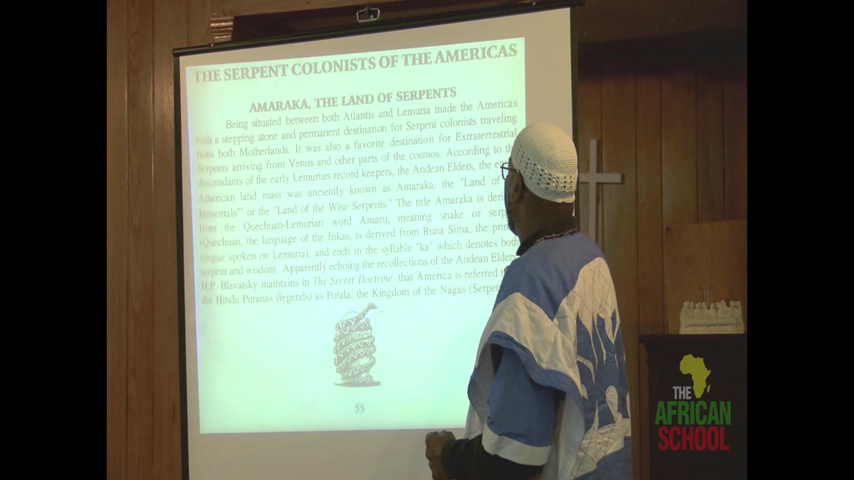 THE SERPENT COLONISTS OF THE AMERICAS
AMARAKA, THE LAND OF SERPENTS
Being situated between both Atlantis and Lemuria made the Americas
both a stepping stone and permanent destination for Serpent colonists traveling
from both Motherlands. It was also a favorite destination for Extraterrestrial
Serpents arriving from Venus and other parts of the cosmos. According to
descendants of the early Lemurian record keepers, the Andean Elders, the
American land mass was anciently known as Amaraka, the "Land of
Immortals" or the "Land of the Wise Serpents." The title Amaraka is
from the Quechuan-Lemurian word Amaru, meaning snake or
(Quechuan, the language of the Inkas, is derived from Runa Sima, the
tongue spoken on Lemuria), and ends in the syllable "ka" which denotes both
serpent and wisdom. Apparently echoing the recollections of the Andean Elders
H.P. Blavatsky maintains in The Secret Doctrine that America is referred
the Hindu Puranas (legends) as Potala, the Kingdom of the Nagas
55
THE
AFRICAN
SCHOOL